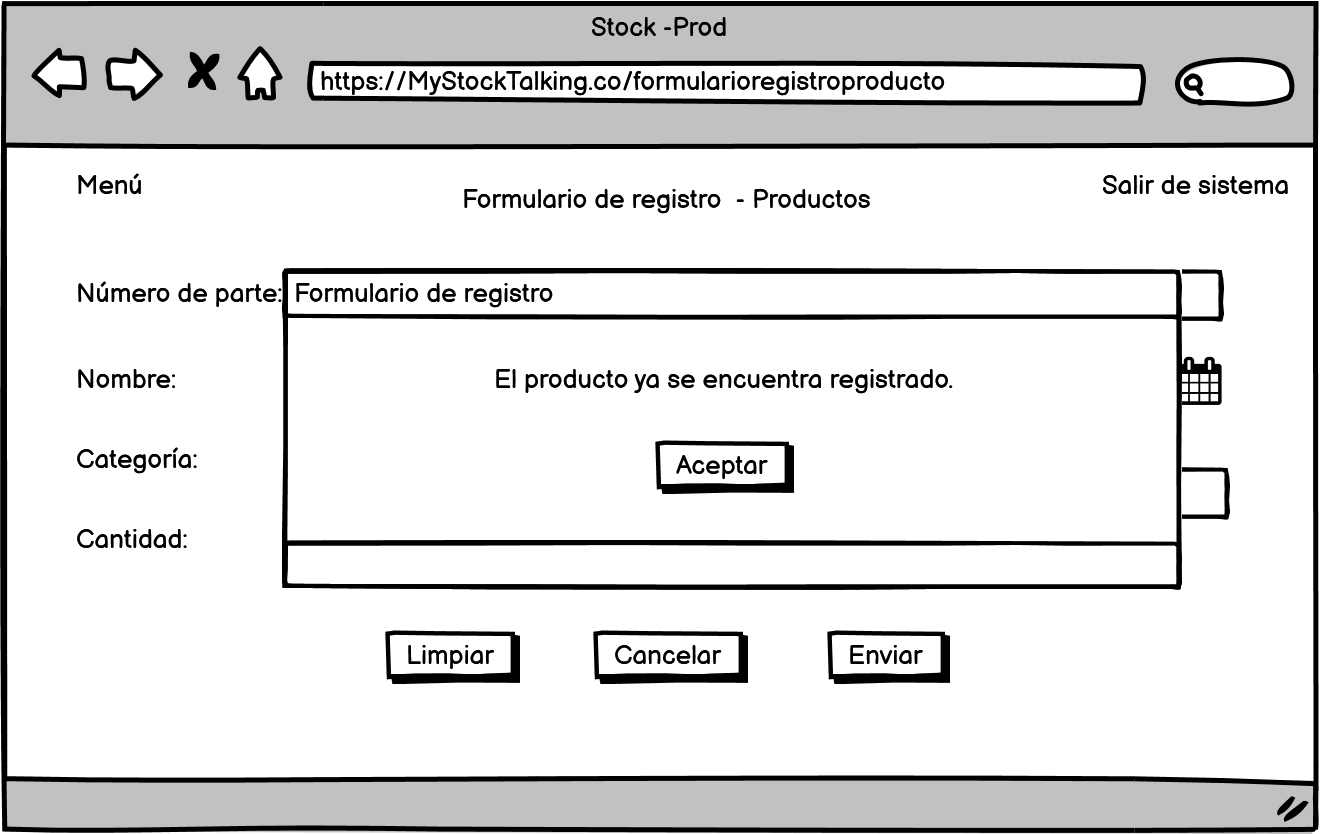 Stock -Prod
https://MyStockTalking.co/formularioregistroproducto
Menú
Formulario de registro - Productos
Salir de sistema
Número de parte:
Formulario de registro
Nombre:
El producto ya se encuentra registrado.
Categoría:
Aceptar
Cantidad:
Limpiar
Cancelar
Enviar